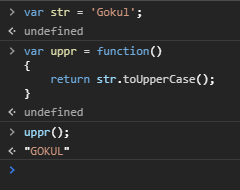 > var str = 'Gokul';
< undefined
> var uppr = function()
{
    return str.toUpperCase();
}
< undefined
> uppr();
< "GOKUL"
>